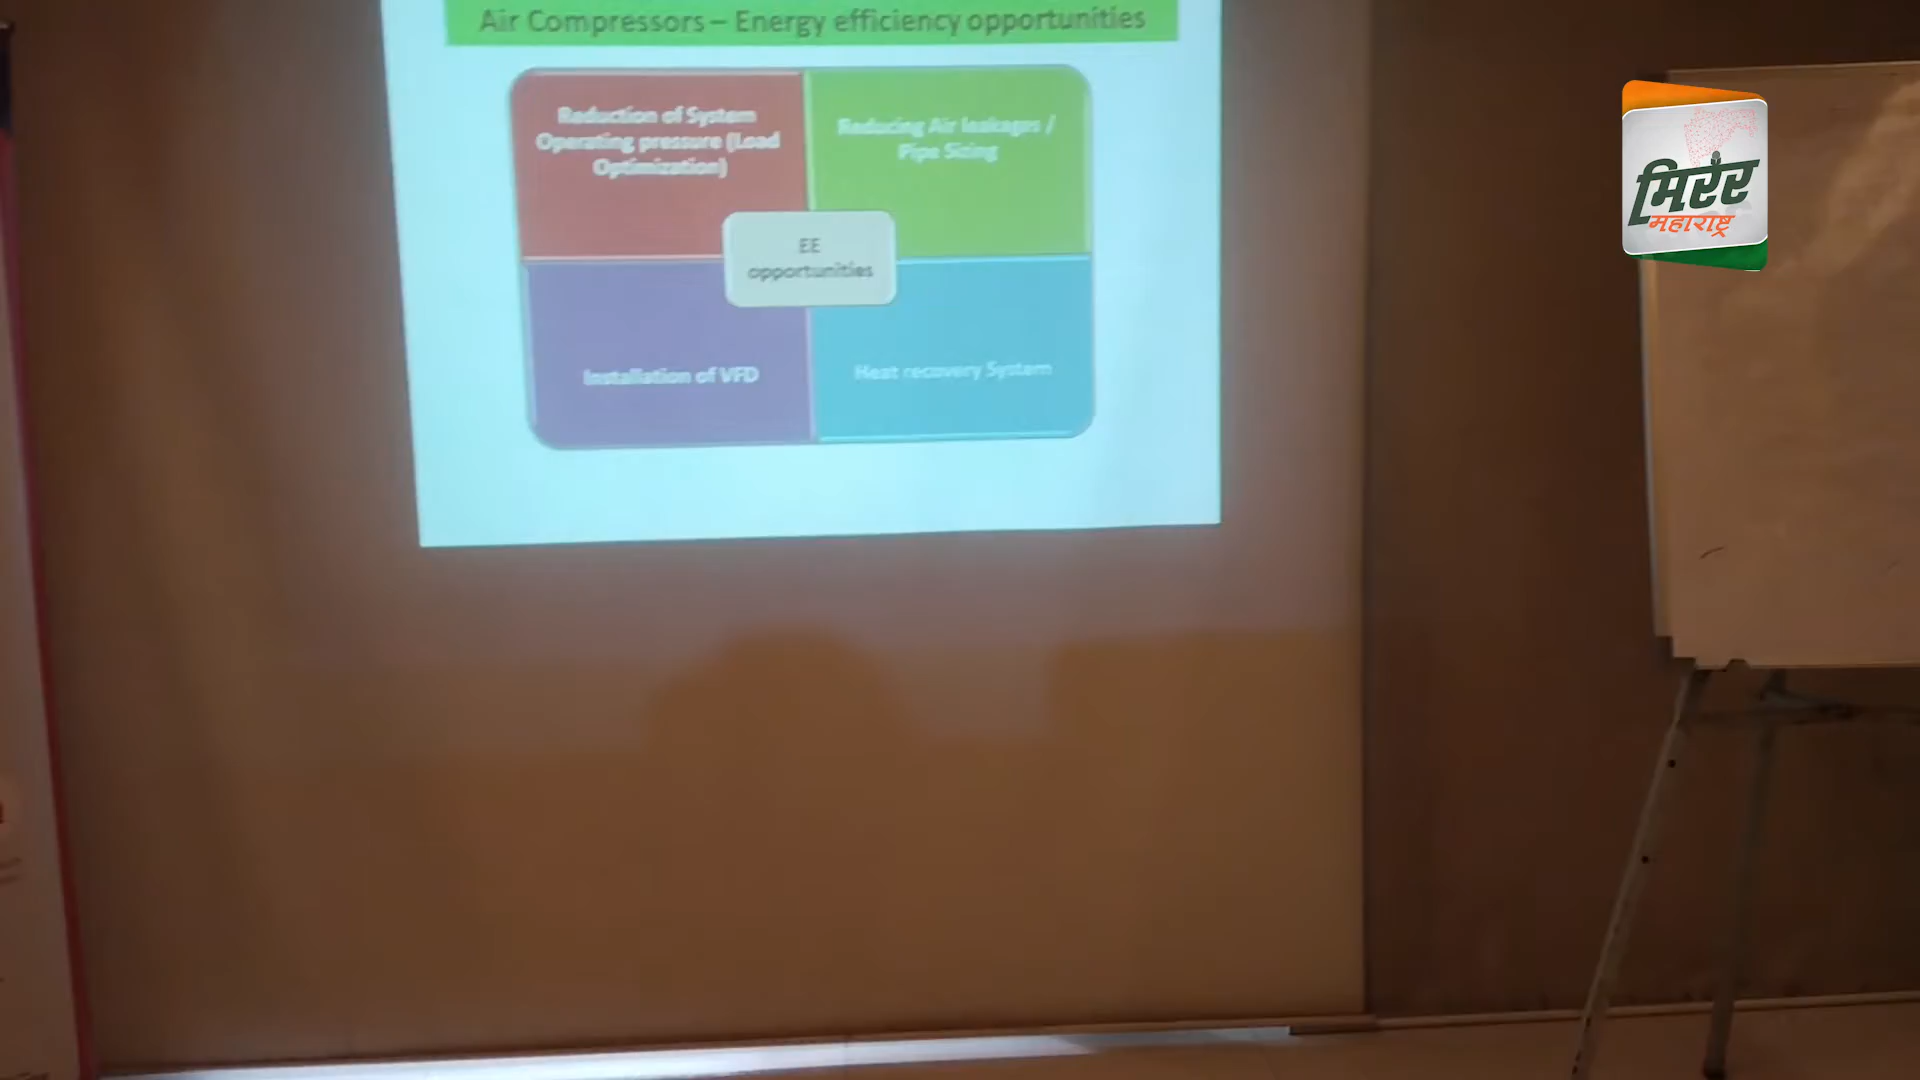 Air Compressors – Energy efficiency opportunities
Reduction of System
Operating pressure (Load
Optimization)
Reducing Air leakages /
Pipe Sizing
EE
opportunities
Installation of VFD
Heat recovery System
मिरर
महाराष्ट्र